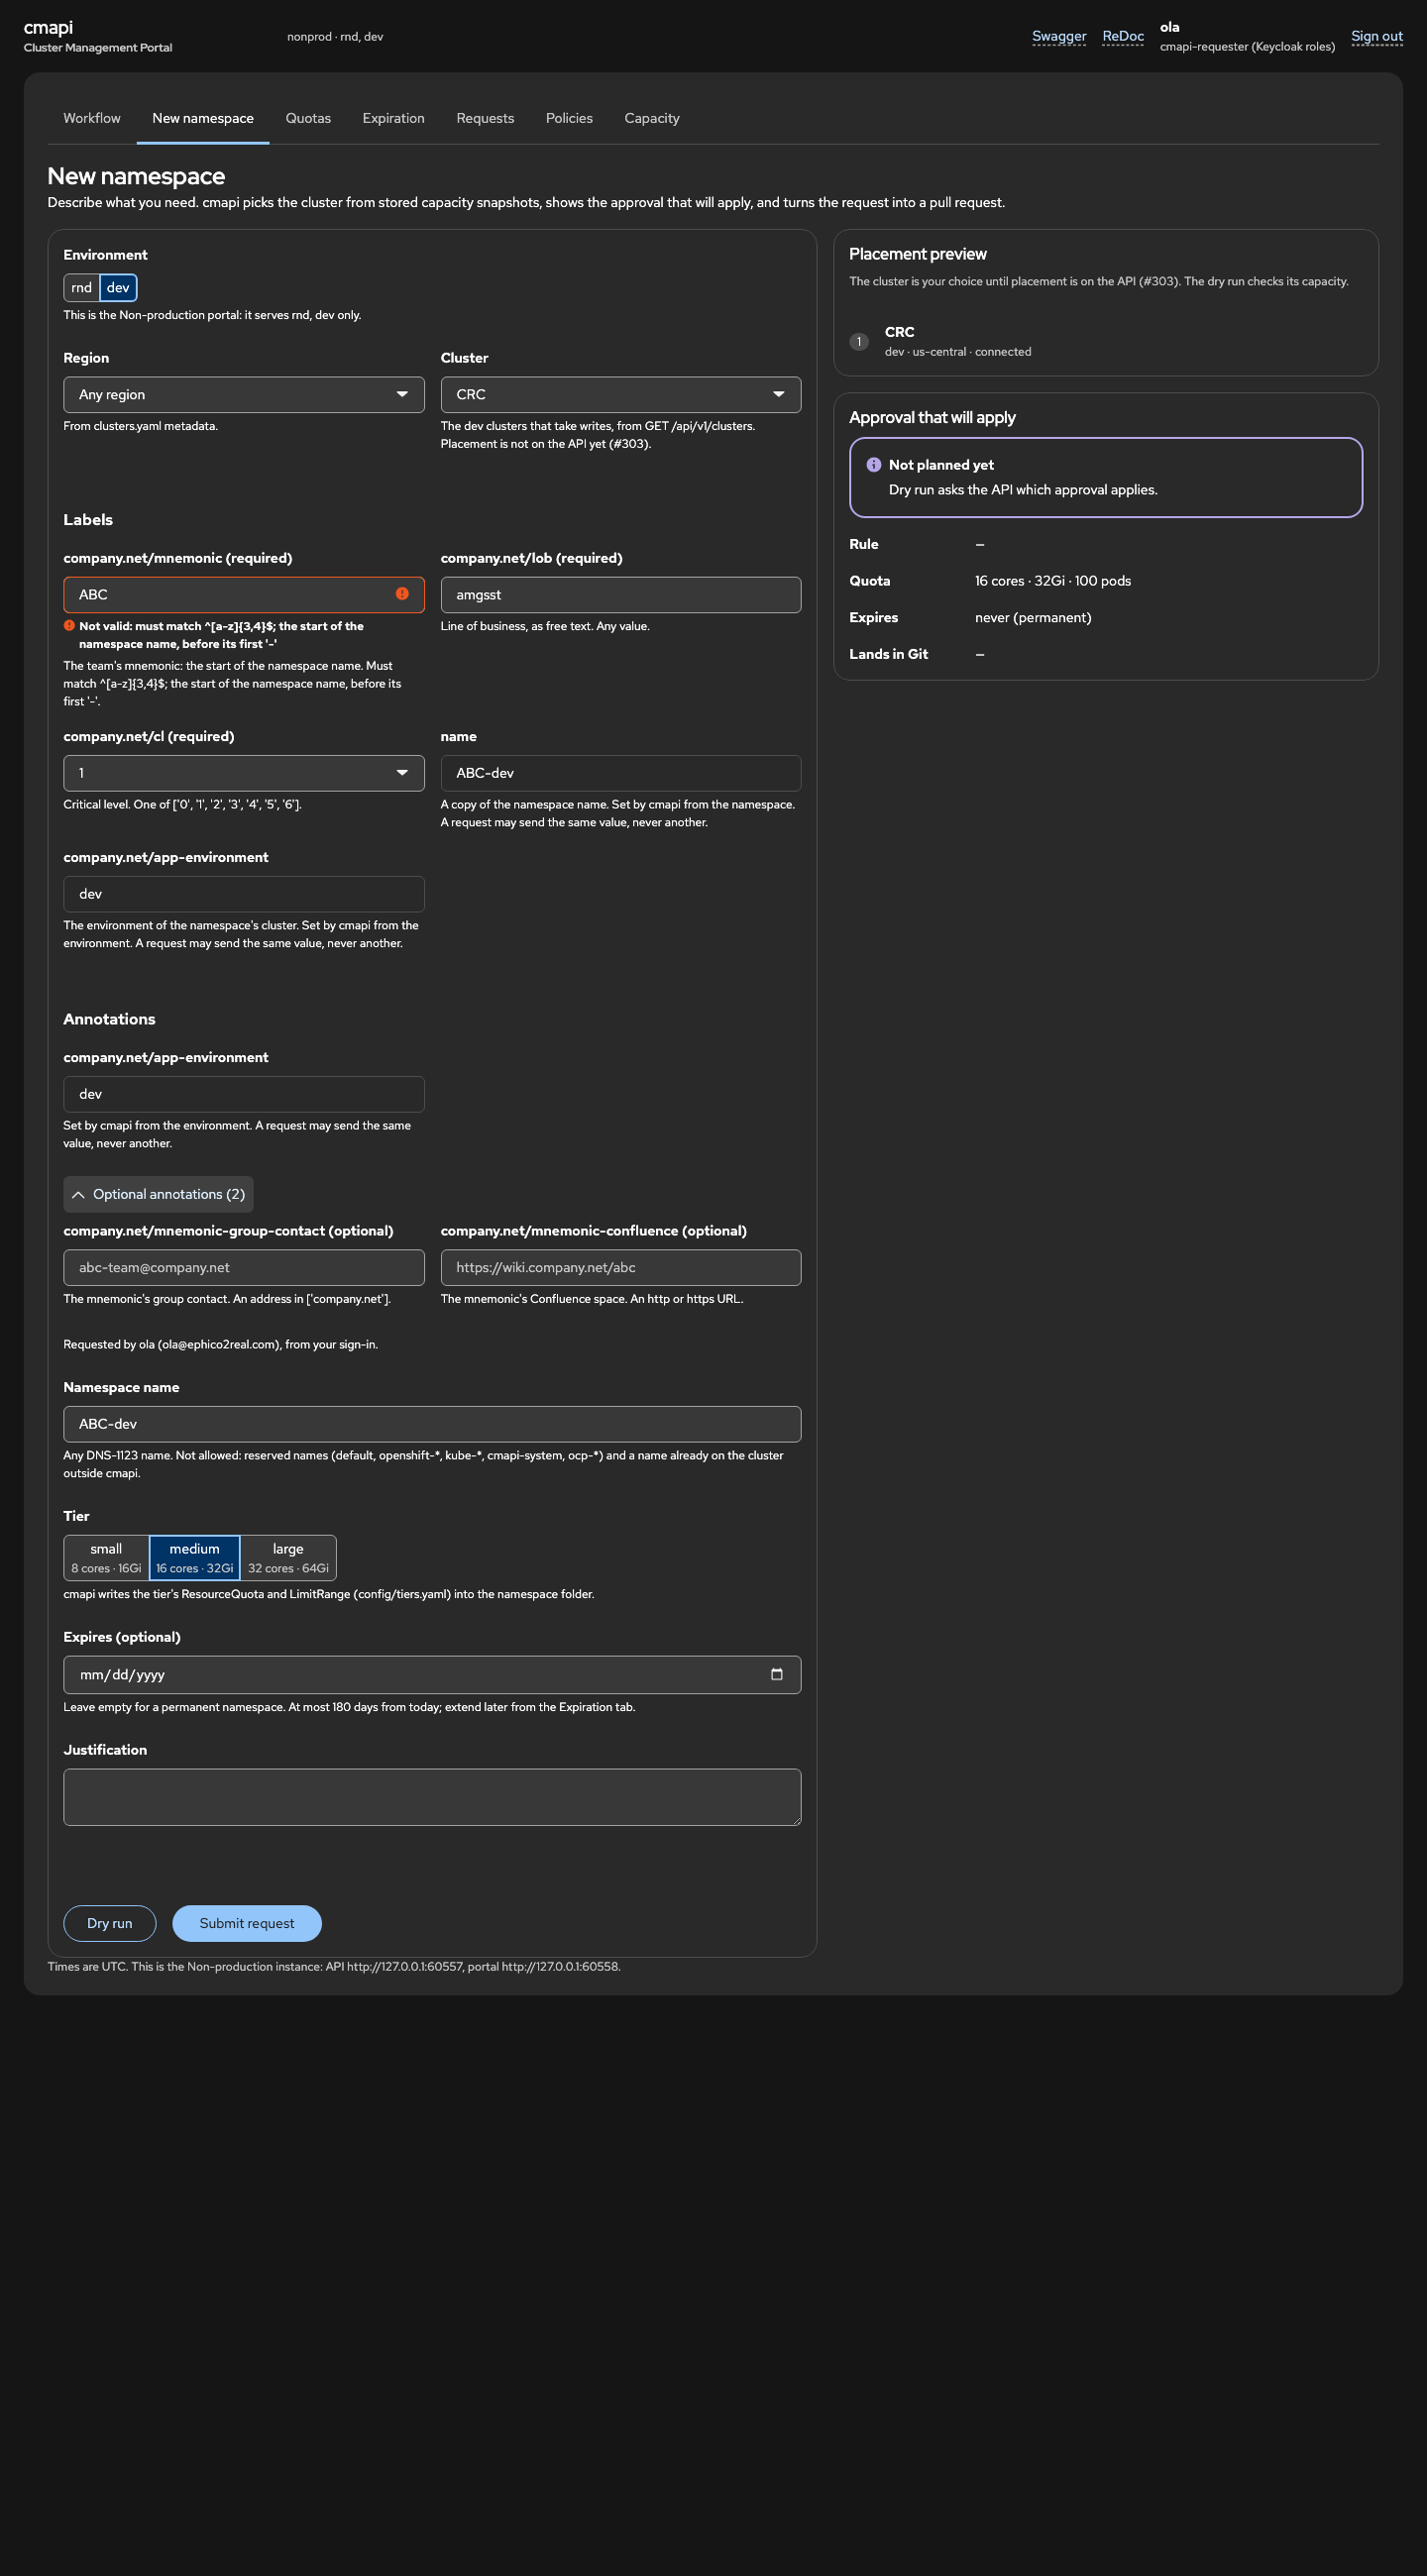 cmapi
Cluster Management Portal
nonprod · rnd, dev
Swagger
ReDoc
ola
cmapi-requester (Keycloak roles)
Sign out
Workflow
New namespace
Quotas
Expiration
Requests
Policies
Capacity
New namespace
Describe what you need. cmapi picks the cluster from stored capacity snapshots, shows the approval that will apply, and turns the request into a pull request.
Environment
rnd
dev
This is the Non-production portal: it serves rnd, dev only.
Region
Any region
From clusters.yaml metadata.
Cluster
CRC
The dev clusters that take writes, from GET /api/v1/clusters.
Placement is not on the API yet (#303).
Labels
company.net/mnemonic (required)
ABC
Not valid: must match ^[a-z]{3,4}$; the start of the
namespace name, before its first '-'
The team's mnemonic: the start of the namespace name. Must
match ^[a-z]{3,4}$; the start of the namespace name, before its
first '-'.
company.net/lob (required)
amgsst
Line of business, as free text. Any value.
company.net/cl (required)
1
Critical level. One of ['0', '1', '2', '3', '4', '5', '6'].
name
ABC-dev
A copy of the namespace name. Set by cmapi from the namespace.
A request may send the same value, never another.
company.net/app-environment
dev
The environment of the namespace's cluster. Set by cmapi from the
environment. A request may send the same value, never another.
Annotations
company.net/app-environment
dev
Set by cmapi from the environment. A request may send the same
value, never another.
Optional annotations (2)
company.net/mnemonic-group-contact (optional)
abc-team@company.net
The mnemonic's group contact. An address in ['company.net'].
company.net/mnemonic-confluence (optional)
https://wiki.company.net/abc
The mnemonic's Confluence space. An http or https URL.
Requested by ola (ola@ephico2real.com), from your sign-in.
Namespace name
ABC-dev
Any DNS-1123 name. Not allowed: reserved names (default, openshift-*, kube-*, cmapi-system, ocp-*) and a name already on the cluster
outside cmapi.
Tier
small
8 cores · 16Gi
medium
16 cores · 32Gi
large
32 cores · 64Gi
cmapi writes the tier's ResourceQuota and LimitRange (config/tiers.yaml) into the namespace folder.
Expires (optional)
mm/dd/yyyy
Leave empty for a permanent namespace. At most 180 days from today; extend later from the Expiration tab.
Justification
Dry run
Submit request
Placement preview
The cluster is your choice until placement is on the API (#303). The dry run checks its capacity.
1
CRC
dev · us-central · connected
Approval that will apply
Not planned yet
Dry run asks the API which approval applies.
Rule
—
Quota
16 cores · 32Gi · 100 pods
Expires
never (permanent)
Lands in Git
—
Times are UTC. This is the Non-production instance: API http://127.0.0.1:60557, portal http://127.0.0.1:60558.